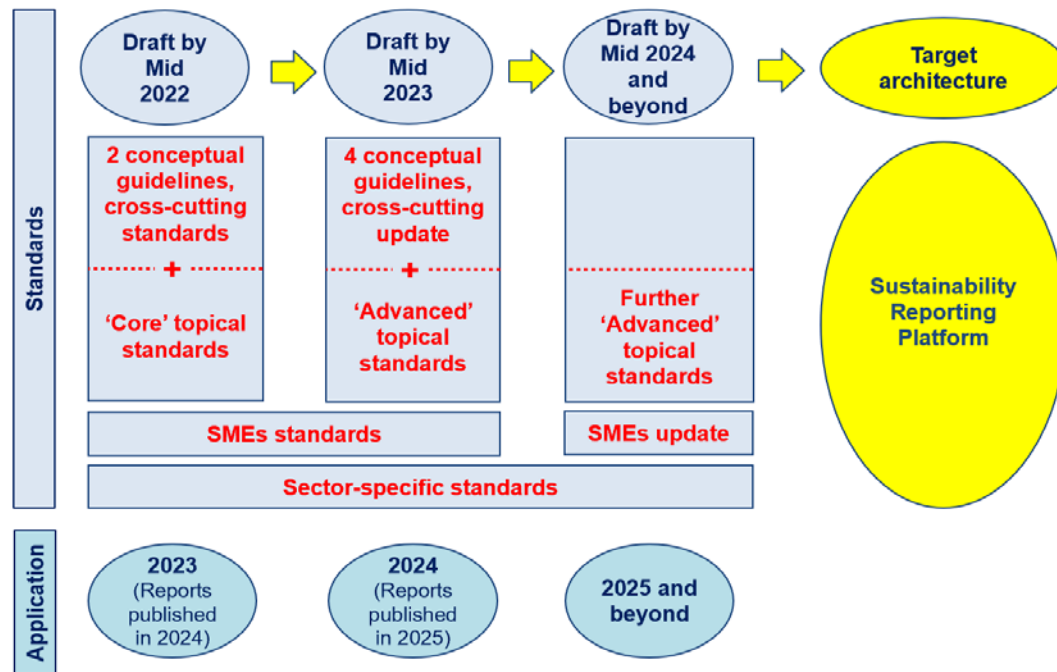 Draft by
Mid
2022
Draft by
Mid
2023
Draft by
Mid 2024
and
beyond
Target
architecture
Standards
2 conceptual
guidelines,
cross-cutting
standards
+
‘Core’ topical
standards
4 conceptual
guidelines,
cross-cutting
update
+
‘Advanced’
topical
standards
Further
‘Advanced’
topical
standards
Sustainability
Reporting
Platform
SMEs standards
SMEs update
Sector-specific standards
Application
2023
(Reports
published
in 2024)
2024
(Reports
published
in 2025)
2025 and
beyond